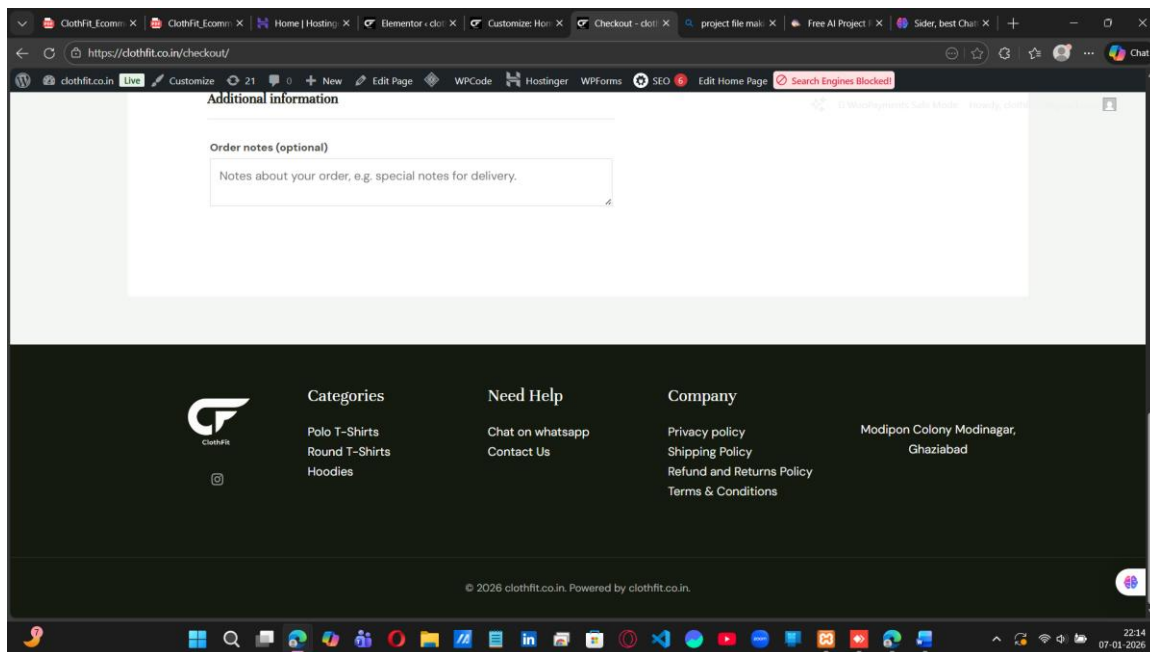 ClothFit_Ecomm
ClothFit_Ecomm
Home | Hosting
Elementor ‹ clot
Customize: Hom
Checkout - cloth
project file mak
Free AI Project F
Sider, best Chat
https://clothfit.co.in/checkout/
Chat
clothfit.co.in Live Customize 21 0 New Edit Page WPCode Hostinger WPForms SEO 6 Edit Home Page Search Engines Blocked!
Additional information
Order notes (optional)
Notes about your order, e.g. special notes for delivery.
ClothFit
Categories
Polo T-Shirts
Round T-Shirts
Hoodies
Need Help
Chat on whatsapp
Contact Us
Company
Privacy policy
Shipping Policy
Refund and Returns Policy
Terms & Conditions
Modipon Colony Modinagar,
Ghaziabad
© 2026 clothfit.co.in. Powered by clothfit.co.in.
7
22:14
07-01-2026